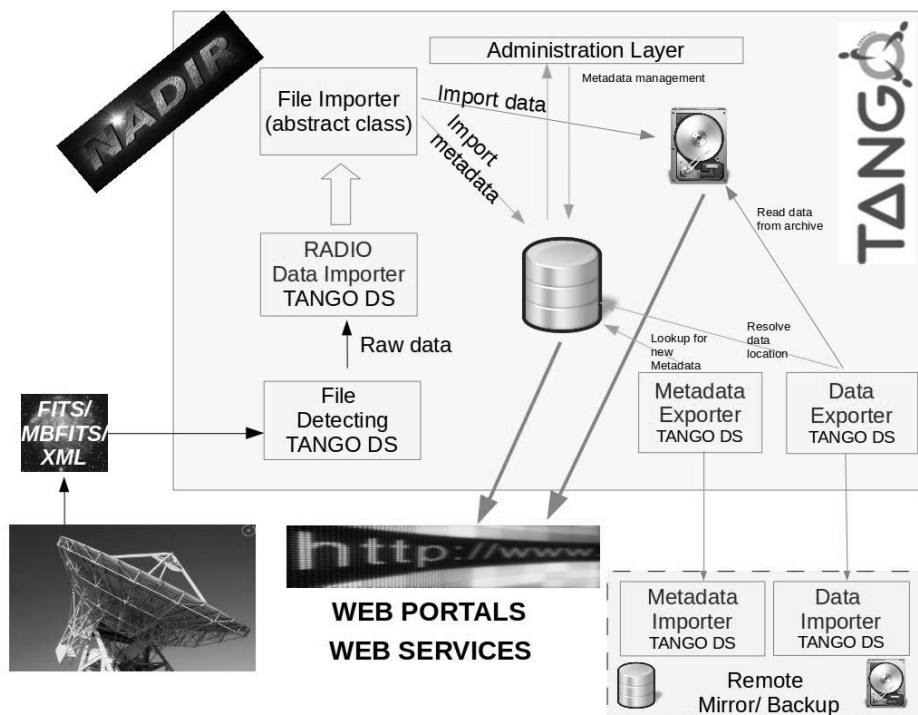 NADIR
Administration Layer
Metadata management
TANGO
File Importer
(abstract class)
Import data
Import
metadata
Read data
from archive
RADIO
Data Importer
TANGO DS
Raw data
Lookup for
new
Metadata
Resolve
data
location
File
Detecting
TANGO DS
Metadata
Exporter
TANGO DS
Data
Exporter
TANGO DS
FITS/
MBFITS/
XML
http://www
WEB PORTALS
WEB SERVICES
Metadata
Importer
TANGO DS
Data
Importer
TANGO DS
Remote
Mirror/ Backup